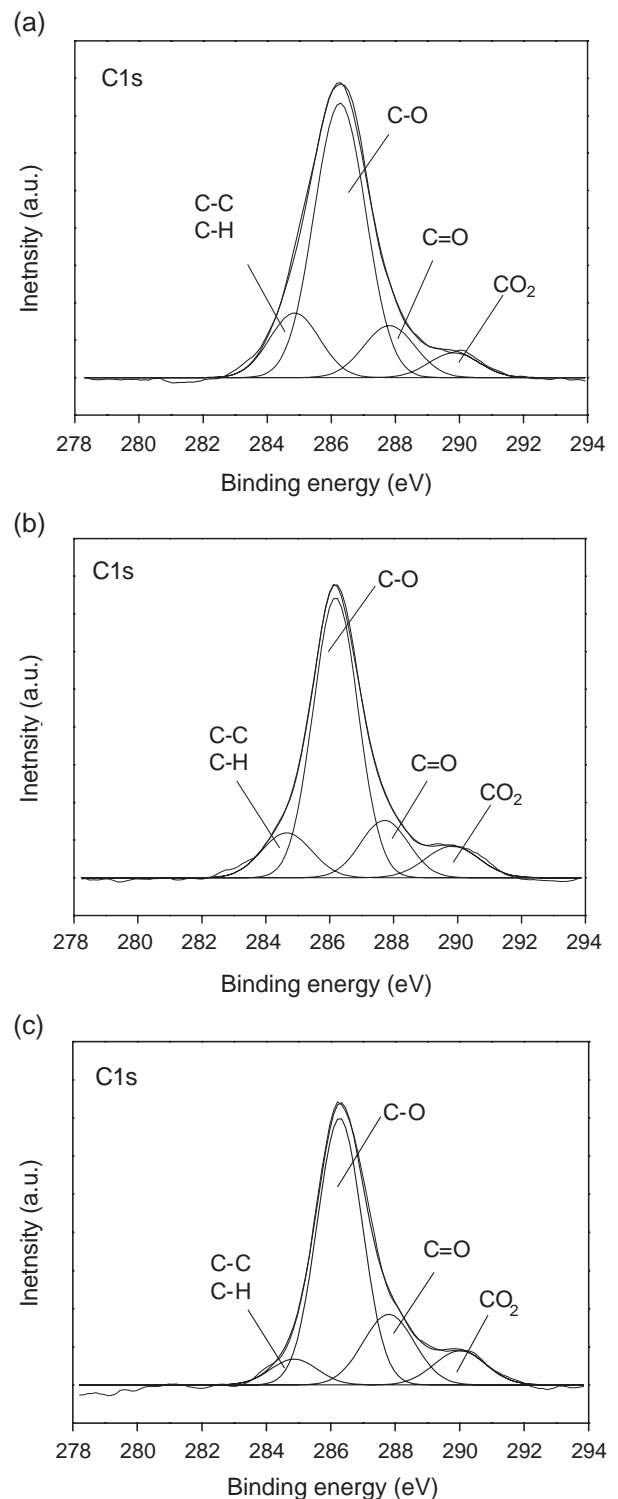 (a)
C1s
C-O
C-C
C-H
C=O
CO₂
Inetnsity (a.u.)
278 280 282 284 286 288 290 292 294
Binding energy (eV)
(b)
C1s
C-O
C-C
C-H
C=O
CO₂
Inetnsity (a.u.)
278 280 282 284 286 288 290 292 294
Binding energy (eV)
(c)
C1s
C-O
C-C
C-H
C=O
CO₂
Inetnsity (a.u.)
278 280 282 284 286 288 290 292 294
Binding energy (eV)